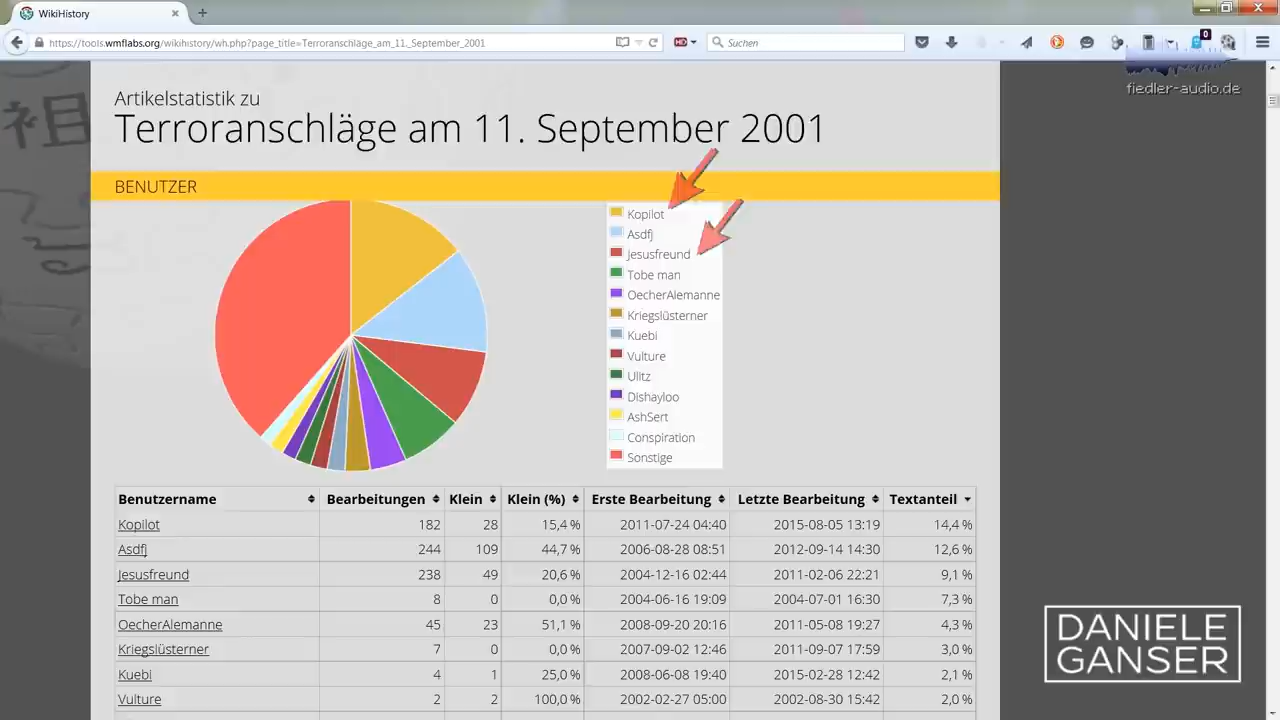 WikiHistory
https://tools.wmflabs.org/wikihistory/wh.php?page_title=Terroranschläge_am_11._September_2001
Suchen
0
祖
fiedler-audio.de
Artikelstatistik zu
Terroranschläge am 11. September 2001
BENUTZER
Kopilot
Asdfj
Jesusfreund
Tobe man
OecherAlemanne
Kriegslüsterner
Kuebi
Vulture
Ulitz
Dishayloo
AshSert
Conspiration
Sonstige
Benutzername Bearbeitungen Klein Klein (%) Erste Bearbeitung Letzte Bearbeitung Textanteil
Kopilot 182 28 15,4 % 2011-07-24 04:40 2015-08-05 13:19 14,4 %
Asdfj 244 109 44,7 % 2006-08-28 08:51 2012-09-14 14:30 12,6 %
Jesusfreund 238 49 20,6 % 2004-12-16 02:44 2011-02-06 22:21 9,1 %
Tobe man 8 0 0,0 % 2004-06-16 19:09 2004-07-01 16:30 7,3 %
OecherAlemanne 45 23 51,1 % 2008-09-20 20:16 2011-05-08 19:27 4,3 %
Kriegslüsterner 7 0 0,0 % 2007-09-02 12:46 2011-09-07 17:59 3,0 %
Kuebi 4 1 25,0 % 2008-06-08 19:40 2015-02-28 12:42 2,1 %
Vulture 2 2 100,0 % 2002-02-27 05:00 2002-08-30 15:42 2,0 %
DANIELE
GANSER